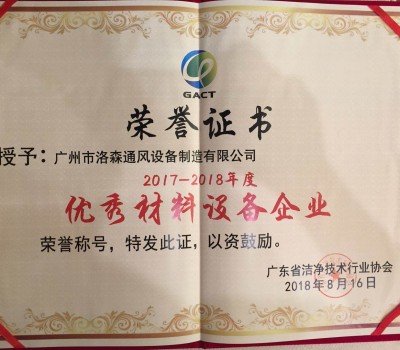 GACT
荣誉证书
授予：广州市洛森通风设备制造有限公司
2017-2018年度
优秀材料设备企业
荣誉称号，特发此证，以资鼓励。
广东省洁净技术行业协会
2018年8月16日